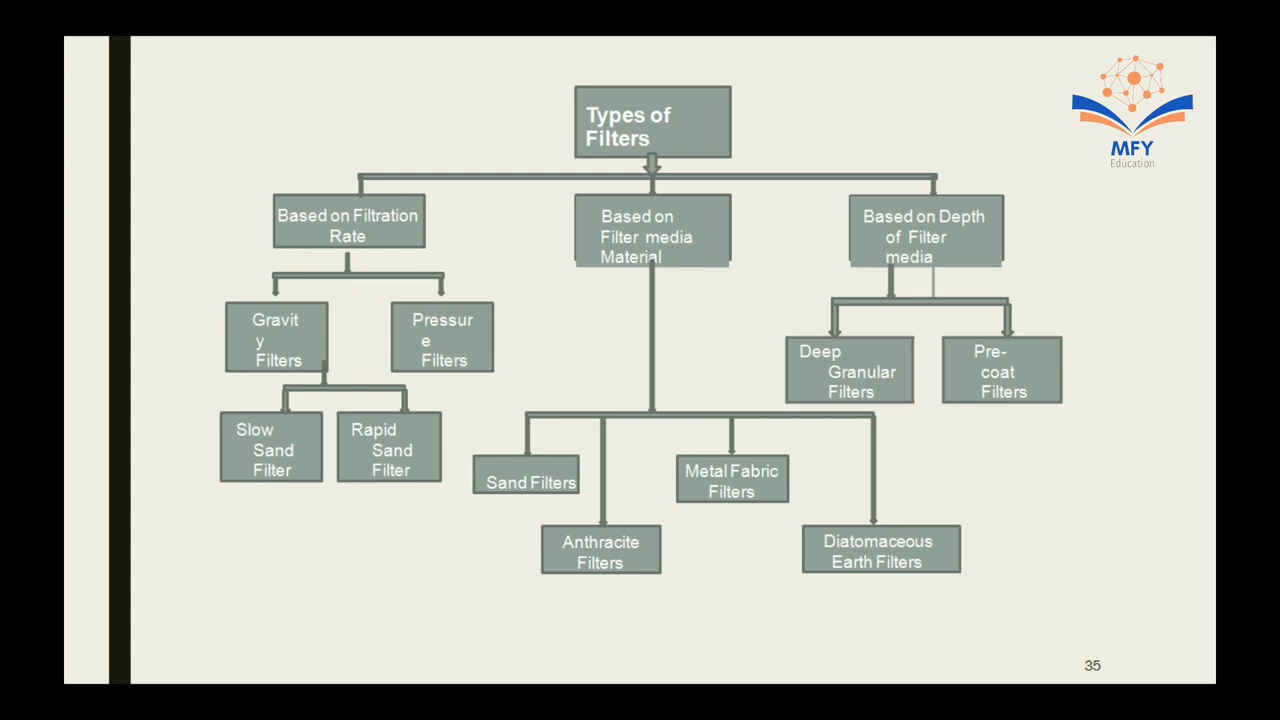 Types of
Filters
MFY
Education
Based on Filtration
Rate
Based on
Filter media
Material
Based on Depth
of Filter
media
Gravit
y
Filters
Pressur
e
Filters
Deep
Granular
Filters
Pre-
coat
Filters
Slow
Sand
Filter
Rapid
Sand
Filter
Sand Filters
Metal Fabric
Filters
Anthracite
Filters
Diatomaceous
Earth Filters
35